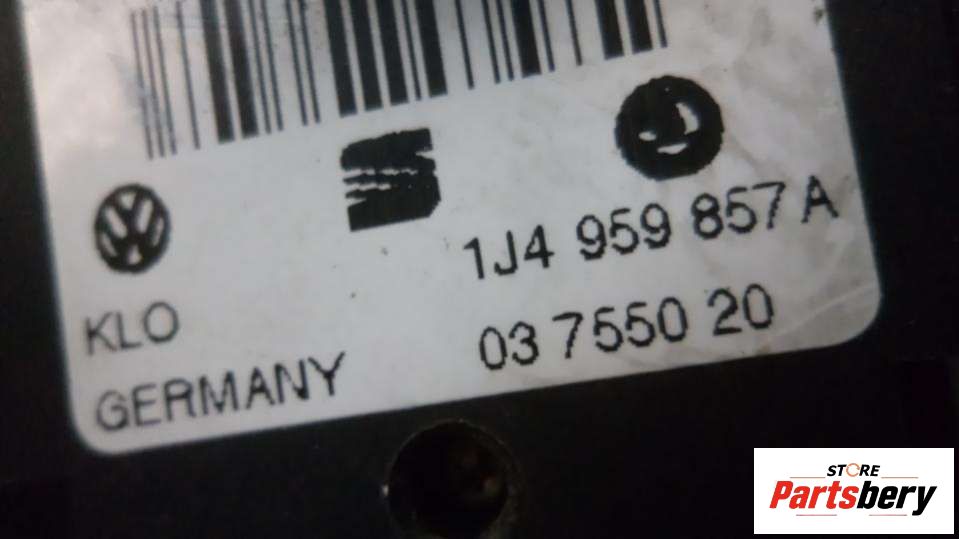 1J4 959 857 A
KLO
03 7550 20
GERMANY
STORE
Partsbery